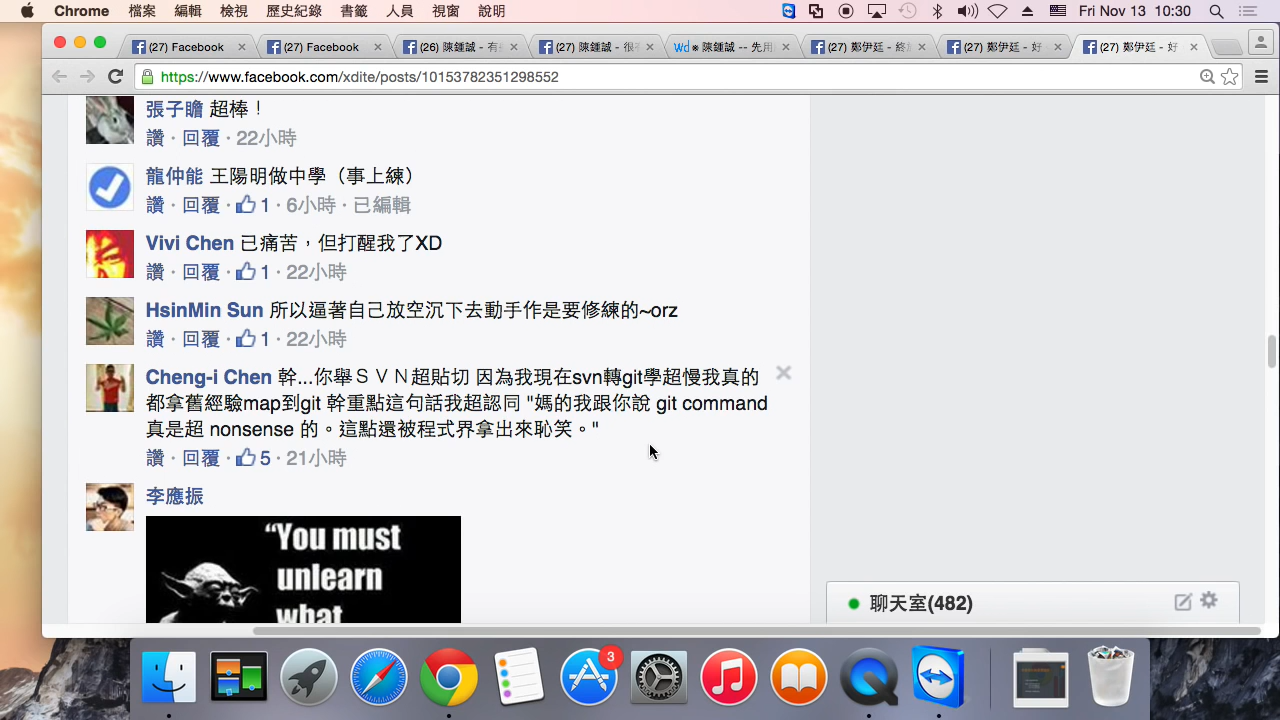 Chrome 檔案 編輯 檢視 歷史紀錄 書籤 人員 視窗 說明 Fri Nov 13 10:30
(27) Facebook
(27) Facebook
(26) 陳鍾誠 - 有
(27) 陳鍾誠 - 很
陳鍾誠 -- 先用
(27) 鄭伊廷 - 終
(27) 鄭伊廷 - 好
(27) 鄭伊廷 - 好
https://www.facebook.com/xdite/posts/10153782351298552
張子瞻 超棒！
讚 · 回覆 · 22小時
龍仲能 王陽明做中學（事上練）
讚 · 回覆 · 1 · 6小時 · 已編輯
Vivi Chen 已痛苦，但打醒我了XD
讚 · 回覆 · 1 · 22小時
HsinMin Sun 所以逼著自己放空沉下去動手作是要修練的~orz
讚 · 回覆 · 1 · 22小時
Cheng-i Chen 幹...你舉ＳＶＮ超貼切 因為我現在svn轉git學超慢我真的
都拿舊經驗map到git 幹重點這句話我超認同 "媽的我跟你說 git command
真是超 nonsense 的。這點還被程式界拿出來恥笑。"
讚 · 回覆 · 5 · 21小時
李應振
“You must
unlearn
what
聊天室(482)
3